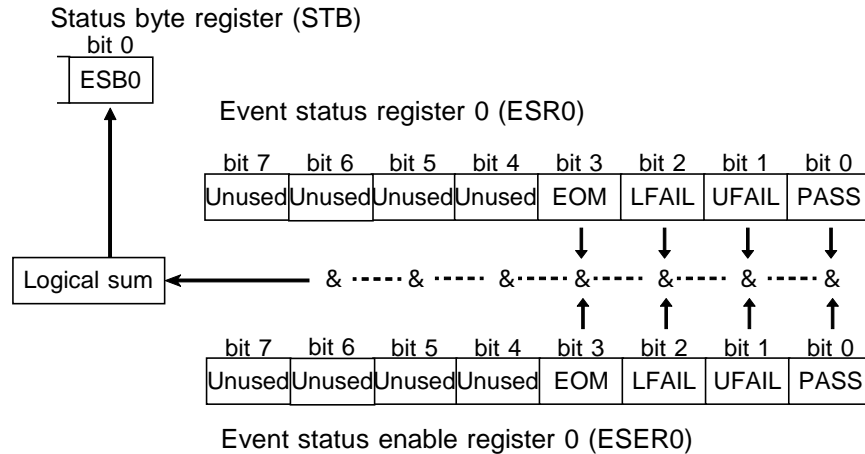 Status byte register (STB)
bit 0
ESB0
Event status register 0 (ESR0)
bit 7 bit 6 bit 5 bit 4 bit 3 bit 2 bit 1 bit 0
Unused Unused Unused Unused EOM LFAIL UFAIL PASS
Logical sum & & & & & & &
bit 7 bit 6 bit 5 bit 4 bit 3 bit 2 bit 1 bit 0
Unused Unused Unused Unused EOM LFAIL UFAIL PASS
Event status enable register 0 (ESER0)